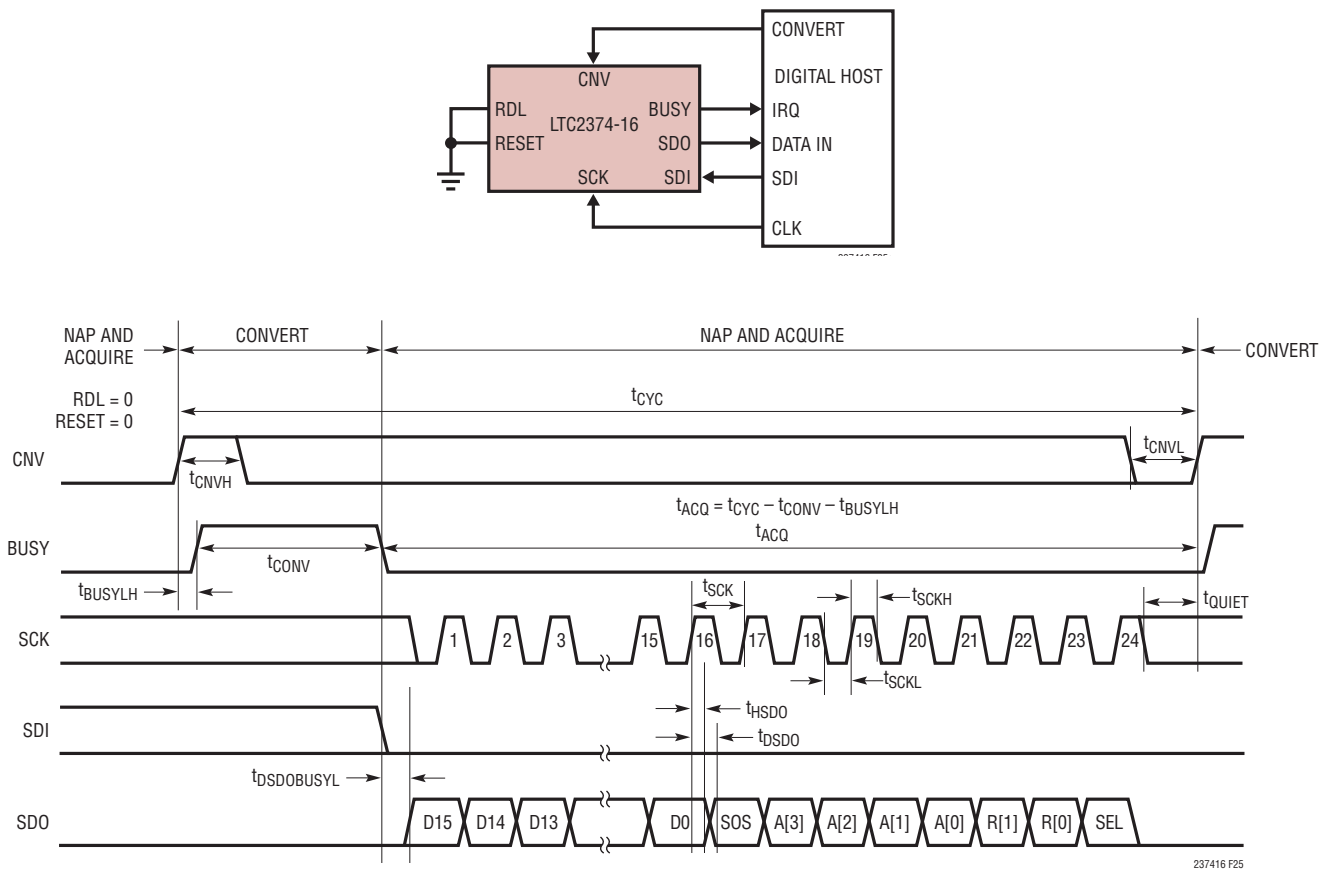 CONVERT
CNV
DIGITAL HOST
RDL
BUSY
IRQ
LTC2374-16
RESET
SDO
DATA IN
SCK
SDI
SDI
CLK
NAP AND
ACQUIRE
CONVERT
NAP AND ACQUIRE
CONVERT
RDL = 0
RESET = 0
tCYC
CNV
tCNVH
tCNVL
tACQ = tCYC – tCONV – tBUSYLH
BUSY
tCONV
tACQ
tBUSYLH
tSCK
tSCKH
tQUIET
SCK
1 2 3 15 16 17 18 19 20 21 22 23 24
tSCKL
tHSDO
SDI
tDSDO
tDSDOBUSYL
SDO
D15 D14 D13 D0 SOS A[3] A[2] A[1] A[0] R[1] R[0] SEL
237416 F25